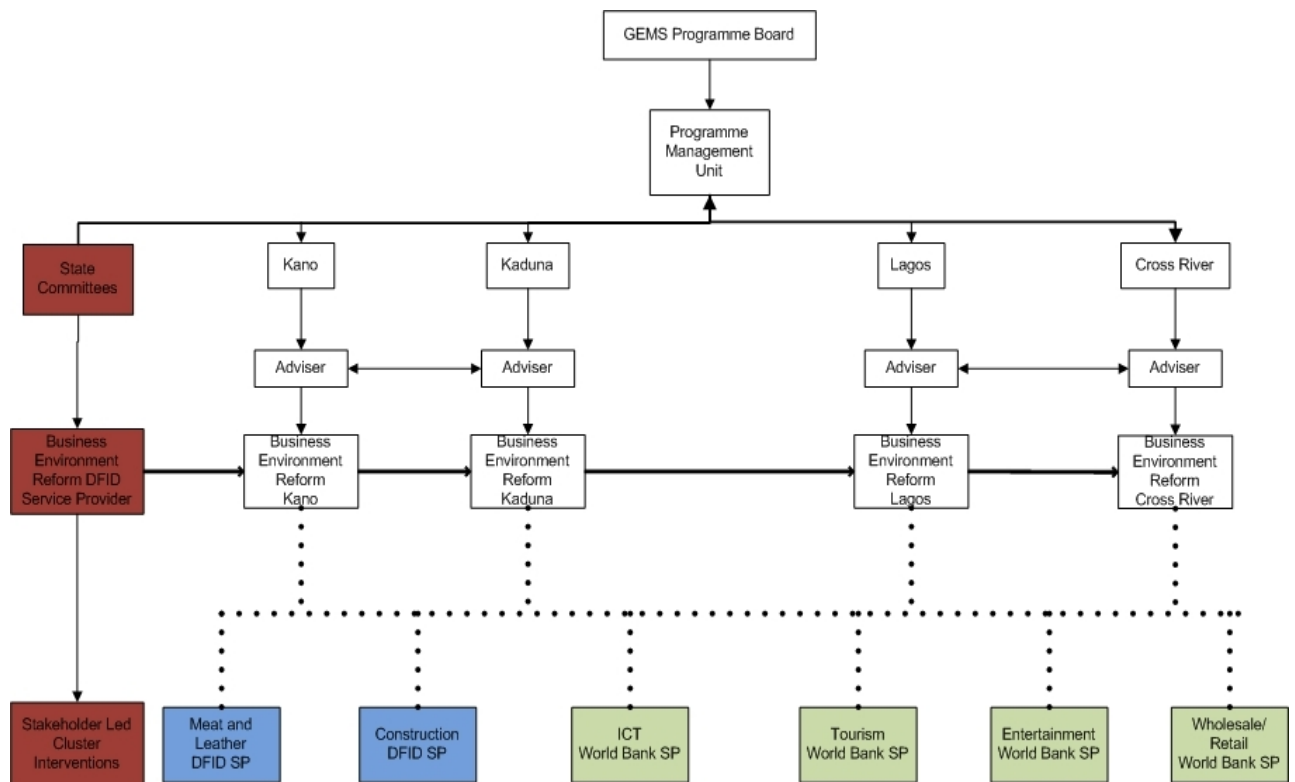 GEMS Programme Board
Programme
Management
Unit
State
Committees
Kano
Kaduna
Lagos
Cross River
Adviser
Adviser
Adviser
Adviser
Business
Environment
Reform DFID
Service Provider
Business
Environment
Reform
Kano
Business
Environment
Reform
Kaduna
Business
Environment
Reform
Lagos
Business
Environment
Reform
Cross River
Stakeholder Led
Cluster
Interventions
Meat and
Leather
DFID SP
Construction
DFID SP
ICT
World Bank SP
Tourism
World Bank SP
Entertainment
World Bank SP
Wholesale/
Retail
World Bank SP